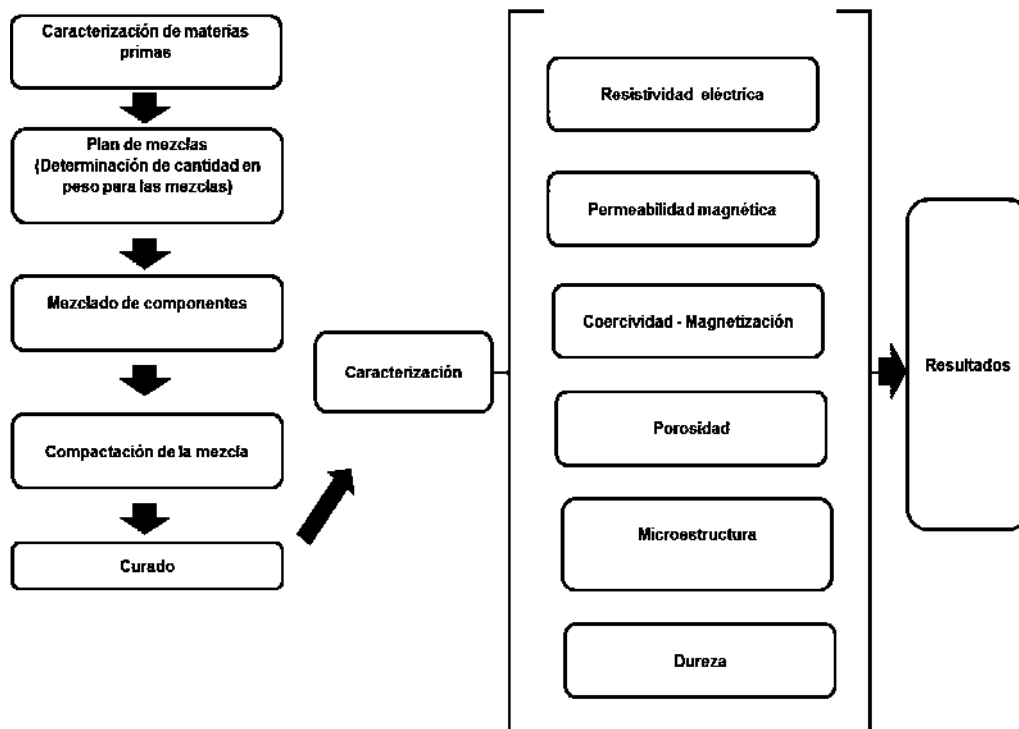 Caracterización de materias
primas
Plan de mezclas
(Determinación de cantidad en
peso para las mezclas)
Mezclado de componentes
Compactación de la mezcla
Curado
Caracterización
Resistividad eléctrica
Permeabilidad magnética
Coercividad - Magnetización
Porosidad
Microestructura
Dureza
Resultados